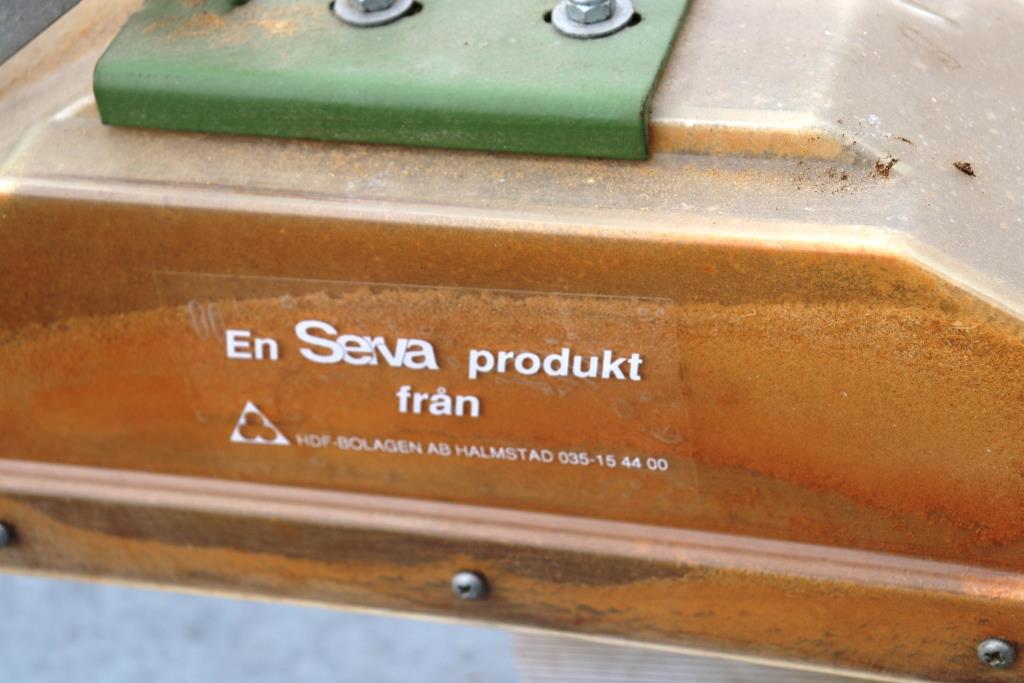 En Serva produkt
från
HDF-BOLAGEN AB HALMSTAD 035-15 44 00